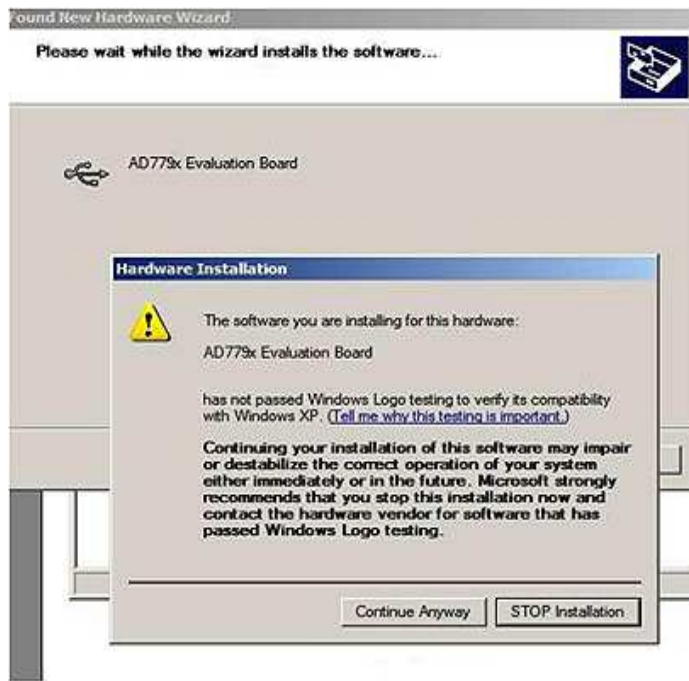 Found New Hardware Wizard
Please wait while the wizard installs the software...
AD779x Evaluation Board
Hardware Installation
The software you are installing for this hardware:
AD779x Evaluation Board
has not passed Windows Logo testing to verify its compatibility
with Windows XP. (Tell me why this testing is important.)
Continuing your installation of this software may impair
or destabilize the correct operation of your system
either immediately or in the future. Microsoft strongly
recommends that you stop this installation now and
contact the hardware vendor for software that has
passed Windows Logo testing.
Continue Anyway
STOP Installation